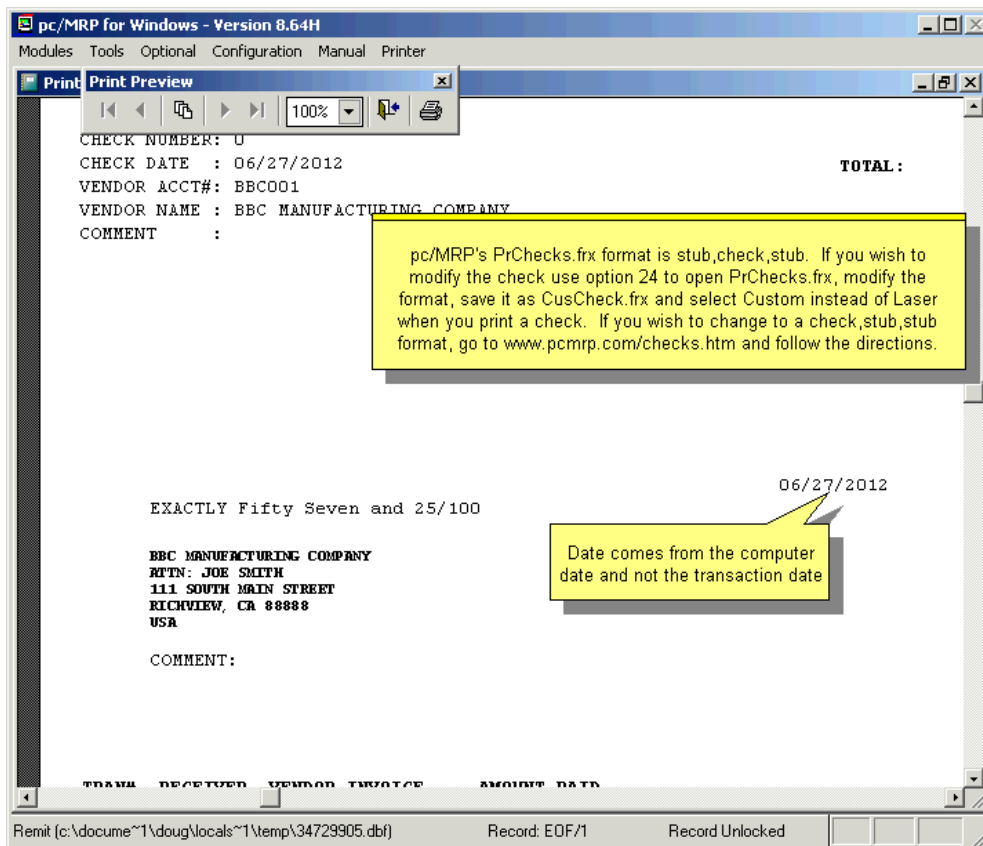 pc/MRP for Windows - Version 8.64H
Modules Tools Optional Configuration Manual Printer
Print
Print Preview
100%
CHECK NUMBER: 0
CHECK DATE : 06/27/2012
TOTAL:
VENDOR ACCT#: BBC001
VENDOR NAME : BBC MANUFACTURING COMPANY
COMMENT :
pc/MRP's PrChecks.frx format is stub,check,stub. If you wish to
modify the check use option 24 to open PrChecks.frx, modify the
format, save it as CusCheck.frx and select Custom instead of Laser
when you print a check. If you wish to change to a check,stub,stub
format, go to www.pcmrp.com/checks.htm and follow the directions.
06/27/2012
EXACTLY Fifty Seven and 25/100
BBC MANUFACTURING COMPANY
ATTN: JOE SMITH
111 SOUTH MAIN STREET
RICHVIEW, CA 88888
USA
Date comes from the computer
date and not the transaction date
COMMENT:
TRAN# RECEIVED VENDOR INVOICE AMOUNT PAID
Remit (c:\docume~1\doug\locals~1\temp\34729905.dbf) Record: EOF/1 Record Unlocked